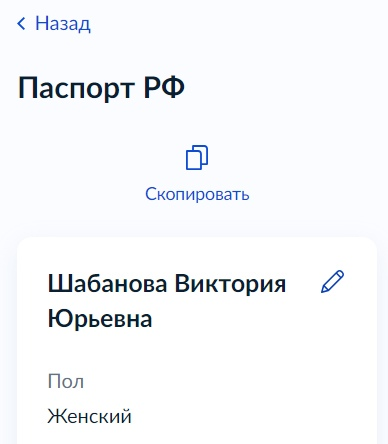 Назад
Паспорт РФ
Скопировать
Шабанова Виктория
Юрьевна
Пол
Женский